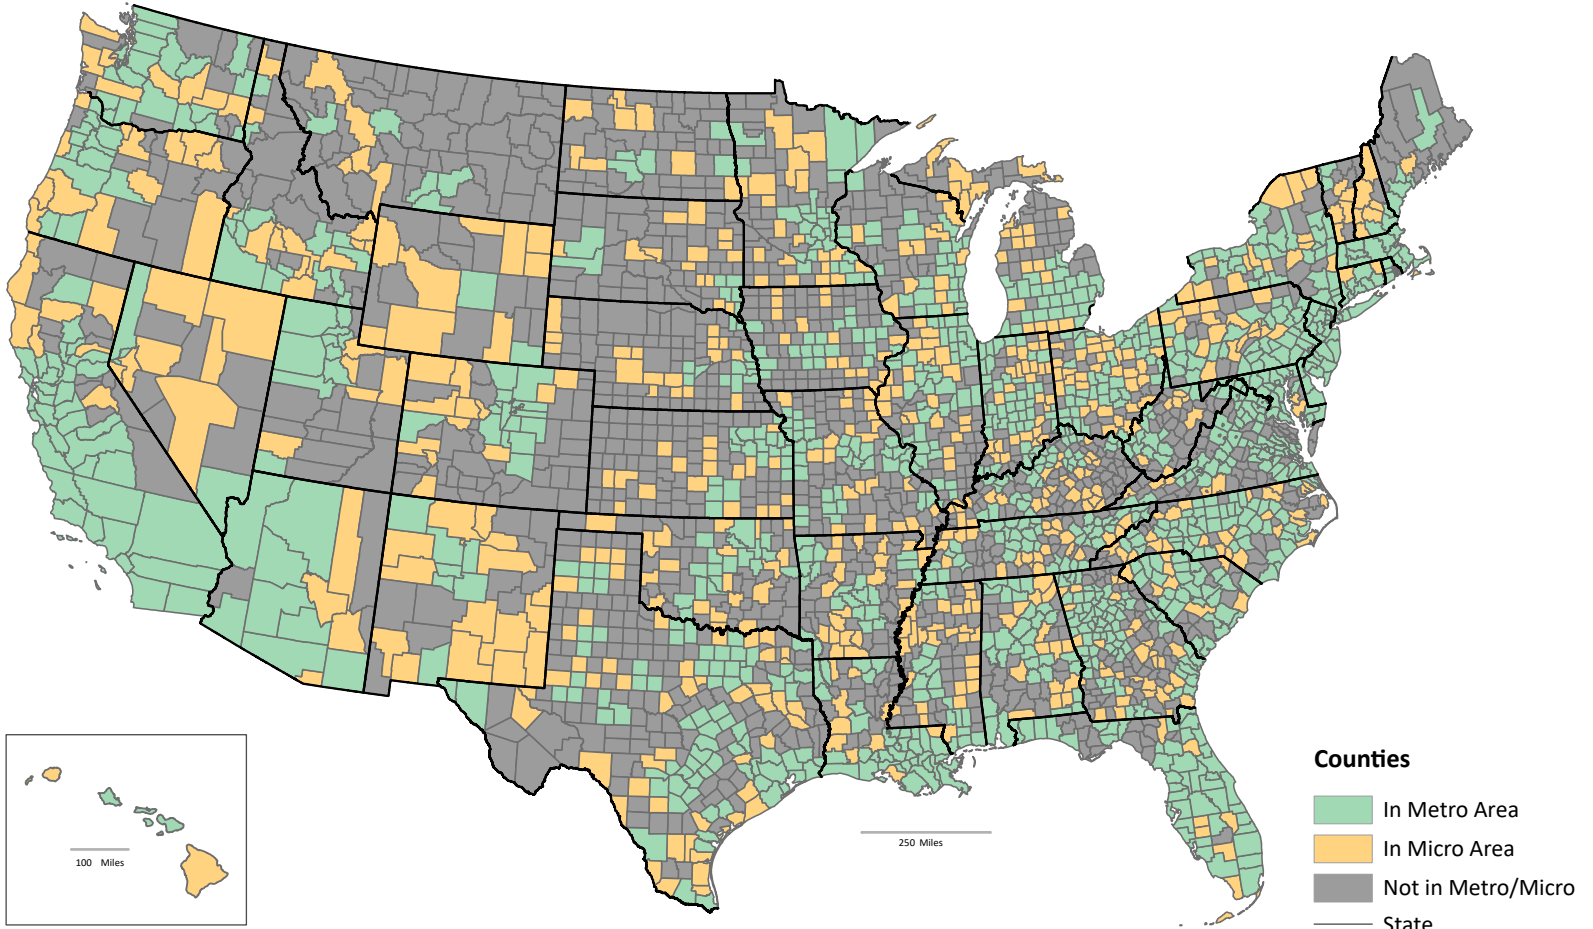 Counties
In Metro Area
In Micro Area
Not in Metro/Micro
State
250 Miles
100 Miles